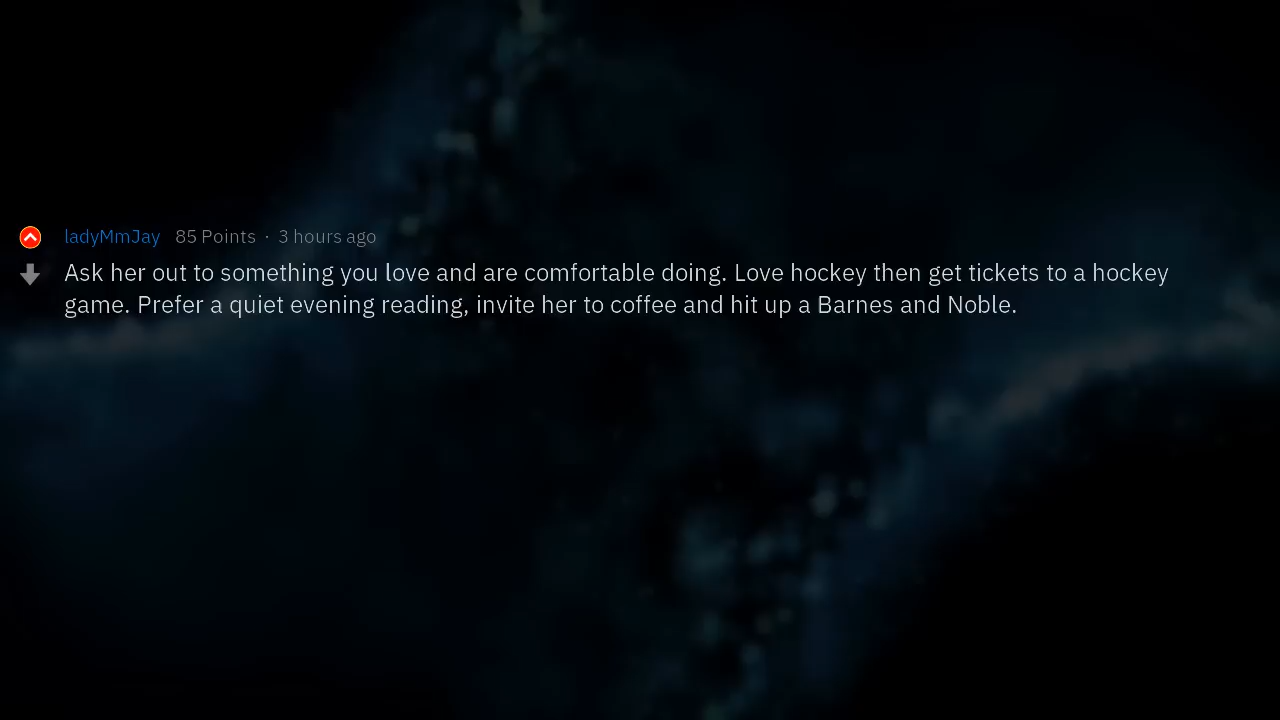 ladyMmJay 85 Points · 3 hours ago
Ask her out to something you love and are comfortable doing. Love hockey then get tickets to a hockey
game. Prefer a quiet evening reading, invite her to coffee and hit up a Barnes and Noble.